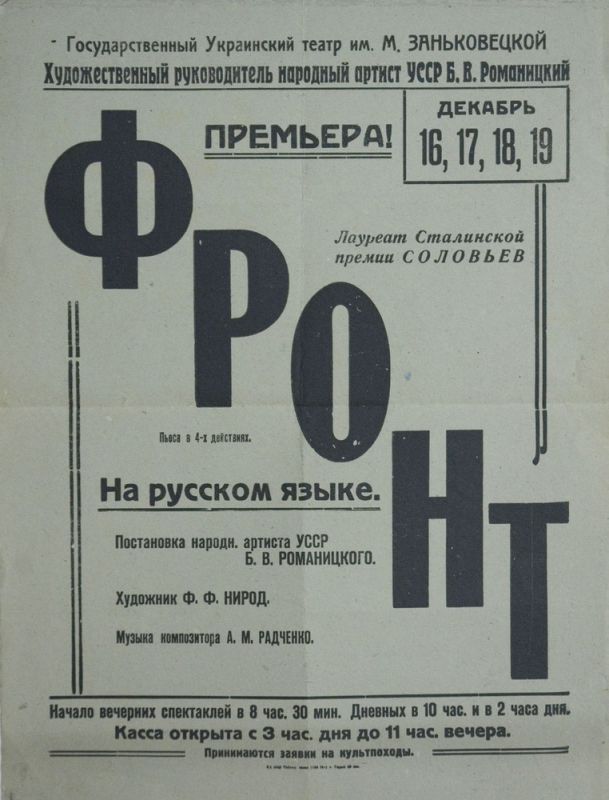 Государственный Украинский театр им. М. ЗАНЬКОВЕЦКОЙ
Художественный руководитель народный артист УССР Б. В. Романицкий
ПРЕМЬЕРА!
ДЕКАБРЬ
16, 17, 18, 19
Лауреат Сталинской
премии СОЛОВЬЕВ
ФРОНТ
Пьеса в 4-х действиях.
На русском языке.
Постановка народн. артиста УССР
Б. В. РОМАНИЦКОГО.
Художник Ф. Ф. НИРОД.
Музыка композитора А. М. РАДЧЕНКО.
Начало вечерних спектаклей в 8 час. 30 мин. Дневных в 10 час. и в 2 часа дня.
Касса открыта с 3 час. дня до 11 час. вечера.
Принимаются заявки на культпоходы.